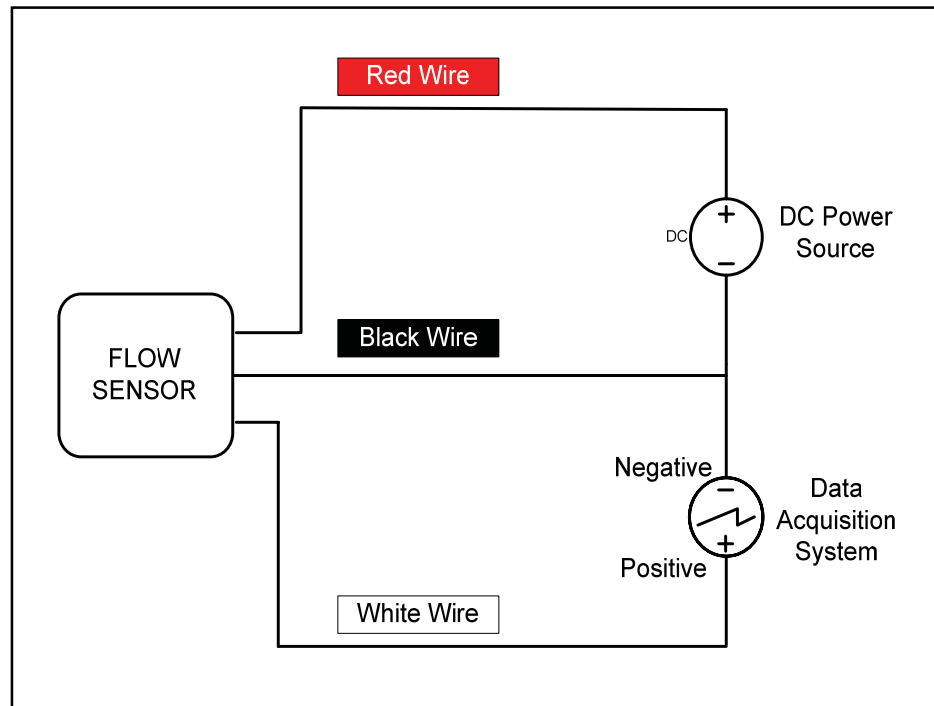 Red Wire
+
DC
−
DC Power
Source
Black Wire
FLOW
SENSOR
Negative
−
+
Positive
Data
Acquisition
System
White Wire